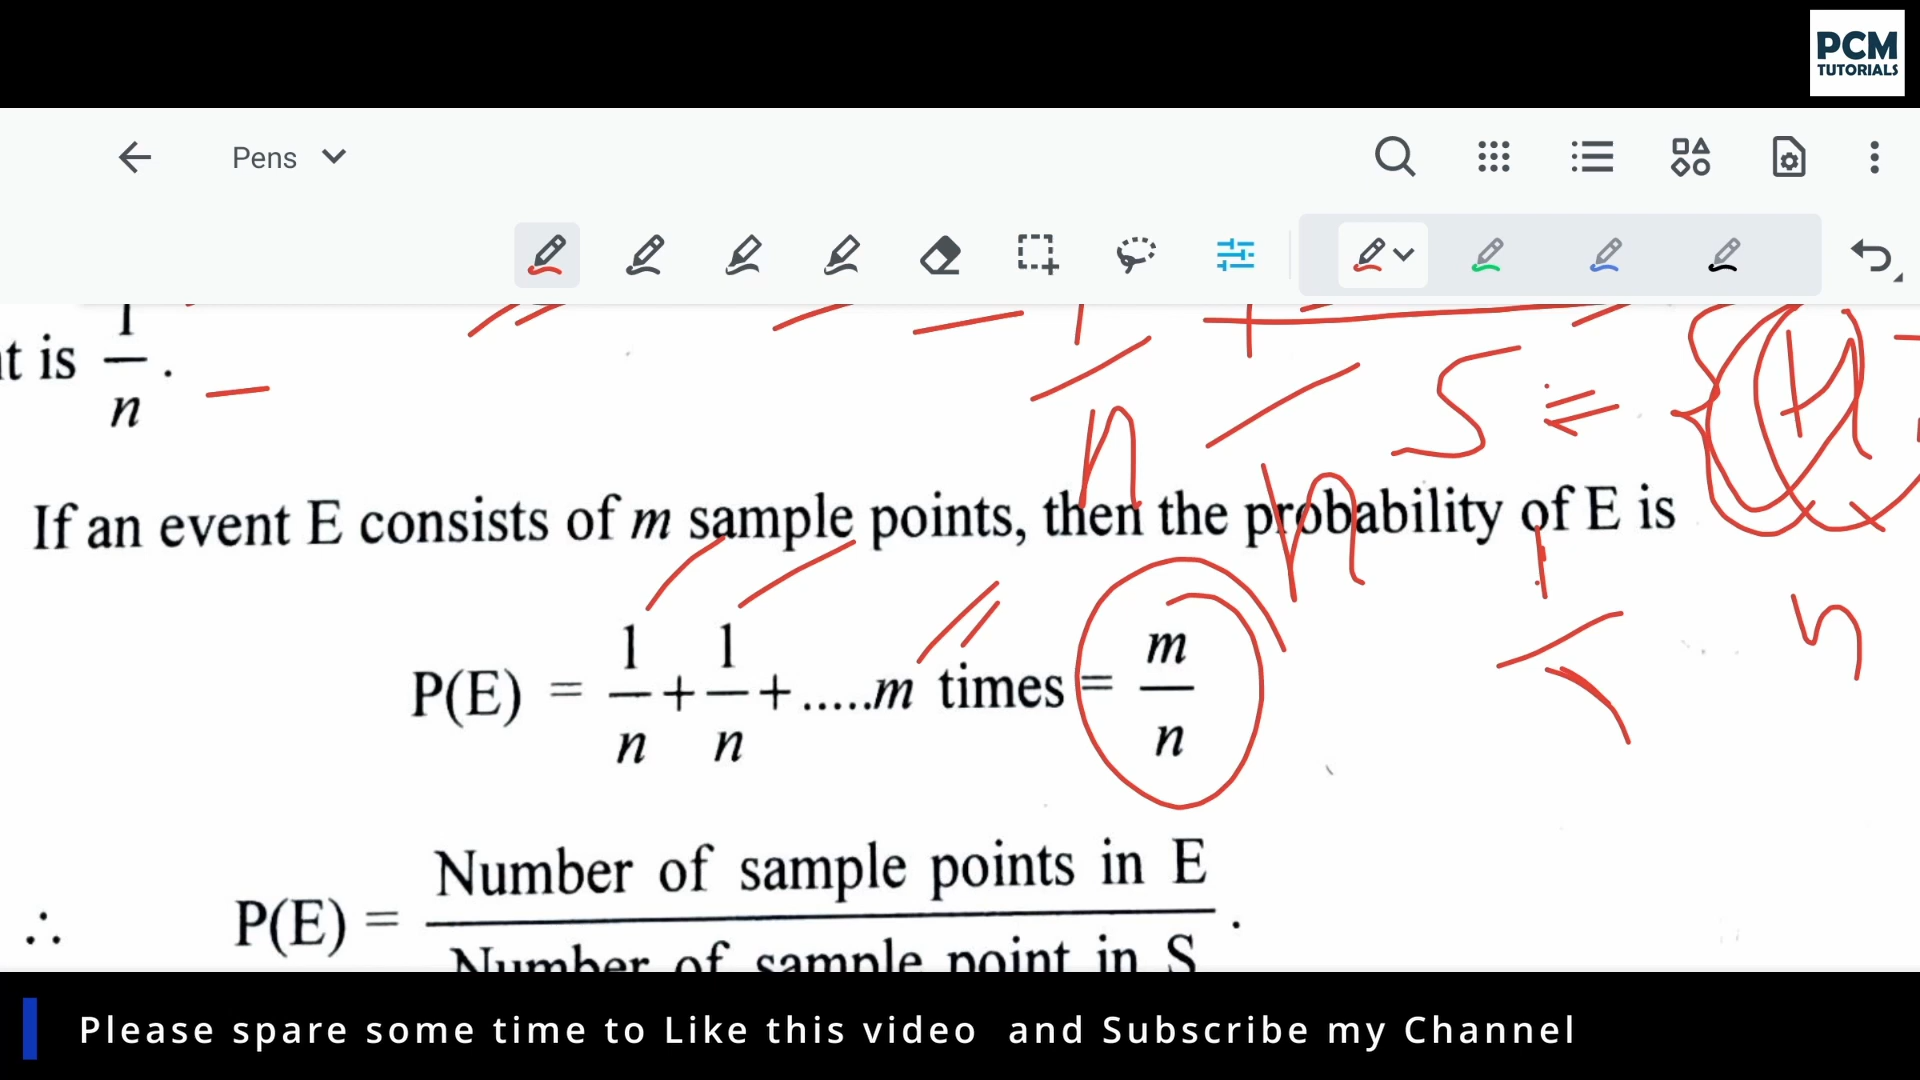 PCM
TUTORIALS
Pens
t is 1/n .
S = {H
n
If an event E consists of m sample points, then the probability of E is
n
P(E) = 1/n + 1/n + .....m times = m/n
∴ P(E) = Number of sample points in E / Number of sample point in S .
Please spare some time to Like this video and Subscribe my Channel